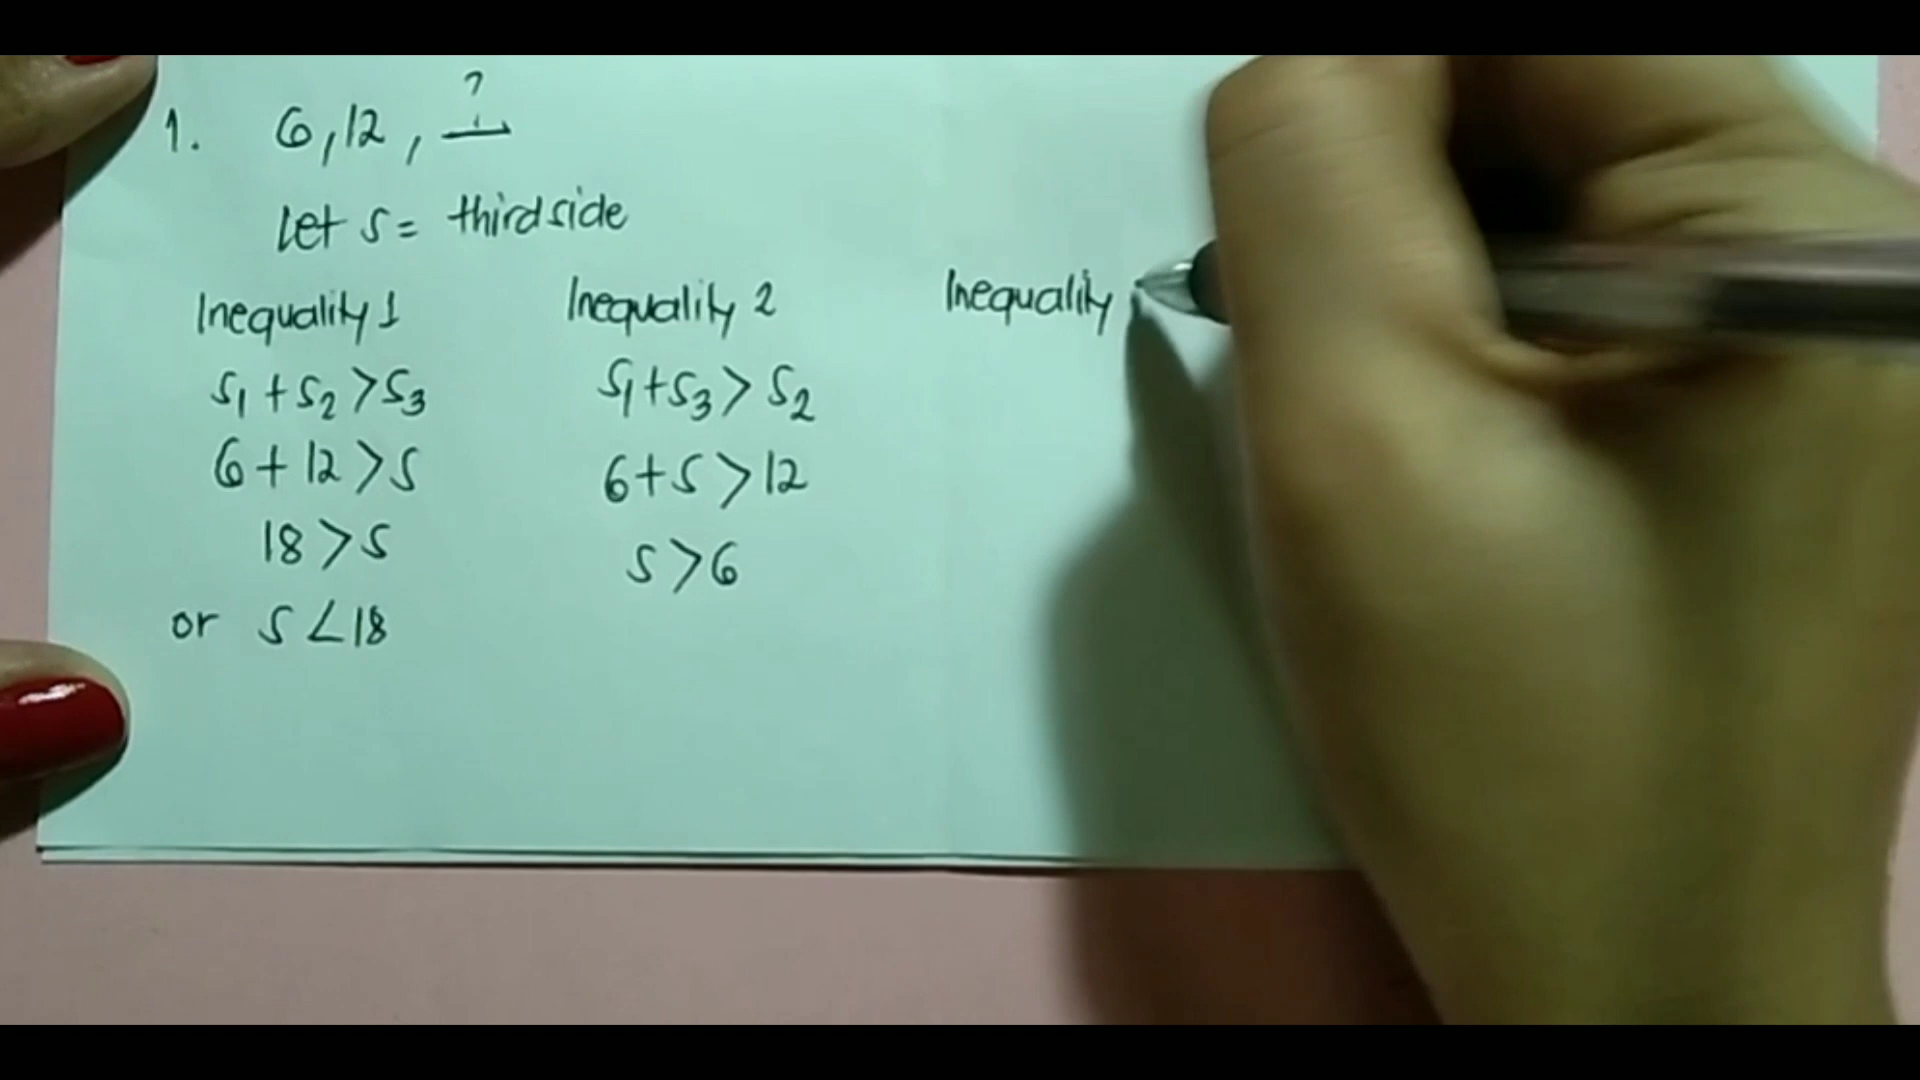 1. 6, 12, ?
Let s = third side
Inequality 1
s₁ + s₂ > s₃
6 + 12 > s
18 > s
or s < 18
Inequality 2
s₁ + s₃ > s₂
6 + s > 12
s > 6
Inequality